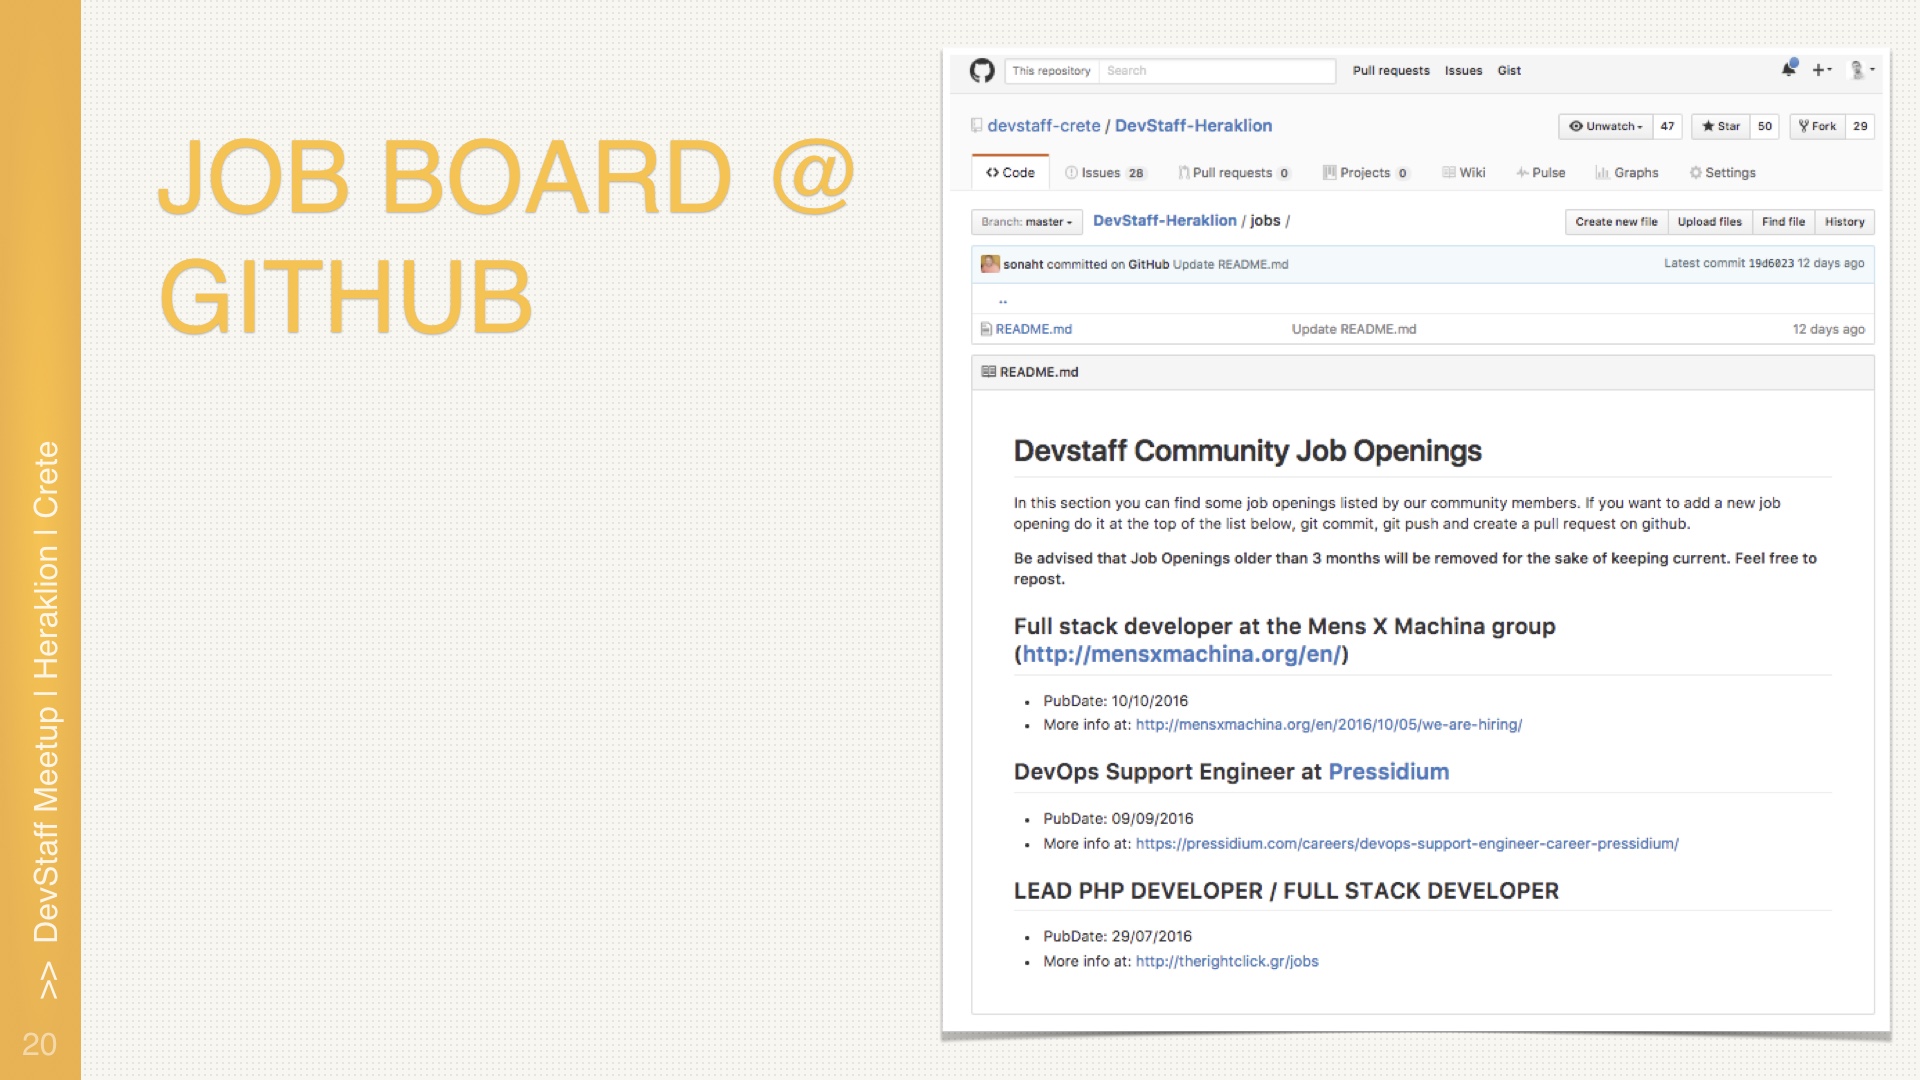 JOB BOARD @
GITHUB
>> DevStaff Meetup | Heraklion | Crete
20
This repository Search Pull requests Issues Gist
devstaff-crete / DevStaff-Heraklion
Unwatch 47 Star 50 Fork 29
Code Issues 28 Pull requests 0 Projects 0 Wiki Pulse Graphs Settings
Branch: master DevStaff-Heraklion / jobs /
Create new file Upload files Find file History
sonaht committed on GitHub Update README.md Latest commit 19d6023 12 days ago
..
README.md Update README.md 12 days ago
README.md
Devstaff Community Job Openings
In this section you can find some job openings listed by our community members. If you want to add a new job
opening do it at the top of the list below, git commit, git push and create a pull request on github.
Be advised that Job Openings older than 3 months will be removed for the sake of keeping current. Feel free to
repost.
Full stack developer at the Mens X Machina group
(http://mensxmachina.org/en/)
• PubDate: 10/10/2016
• More info at: http://mensxmachina.org/en/2016/10/05/we-are-hiring/
DevOps Support Engineer at Pressidium
• PubDate: 09/09/2016
• More info at: https://pressidium.com/careers/devops-support-engineer-career-pressidium/
LEAD PHP DEVELOPER / FULL STACK DEVELOPER
• PubDate: 29/07/2016
• More info at: http://therightclick.gr/jobs